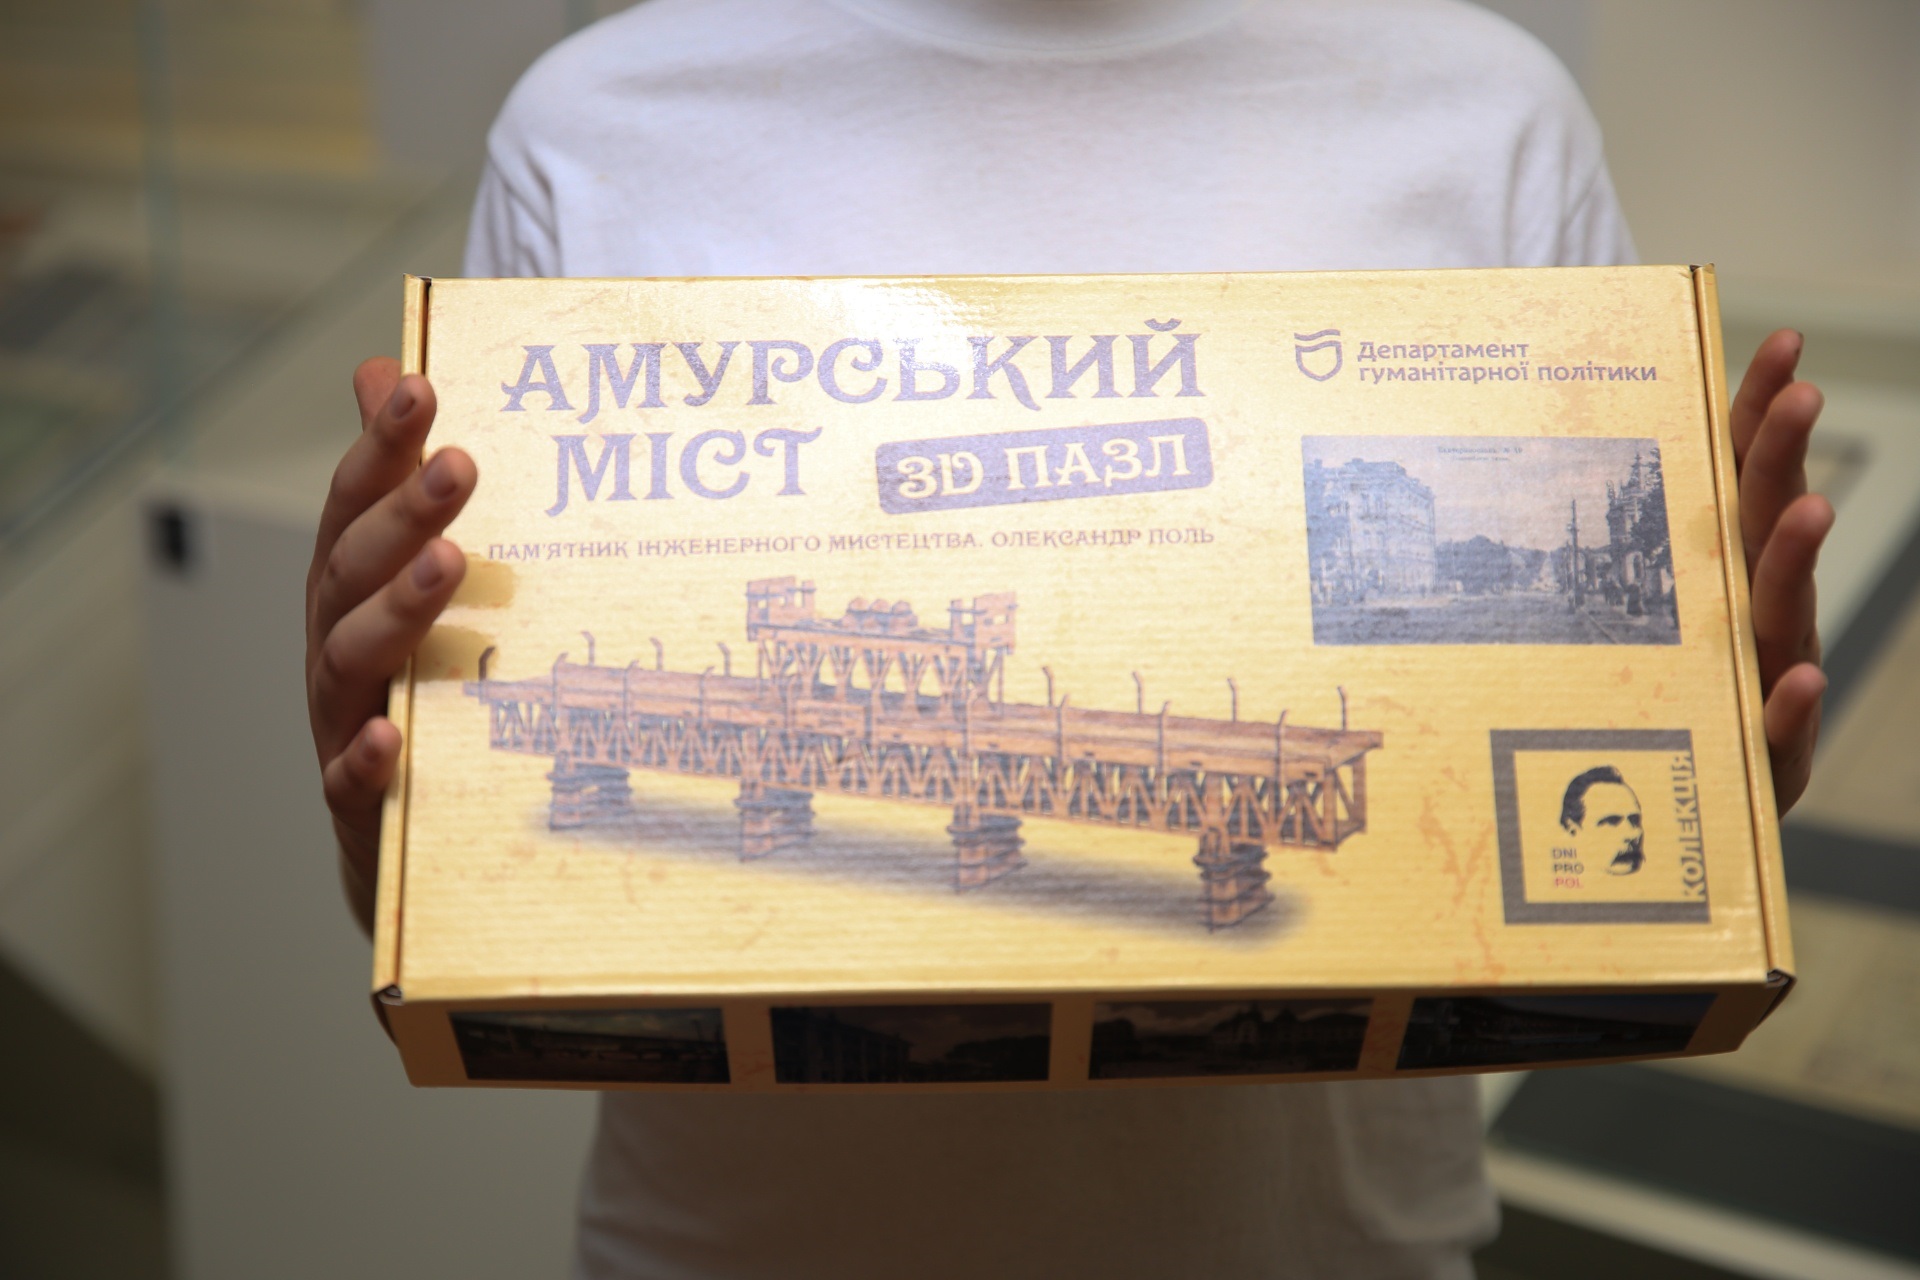 АМУРСЬКИЙ
МІСТ
3D ПАЗЛ
ПАМ'ЯТНИК ІНЖЕНЕРНОГО МИСТЕЦТВА. ОЛЕКСАНДР ПОЛЬ
Департамент
гуманітарної політики
DNI
PRO
POL
КОЛЕКЦІЯ